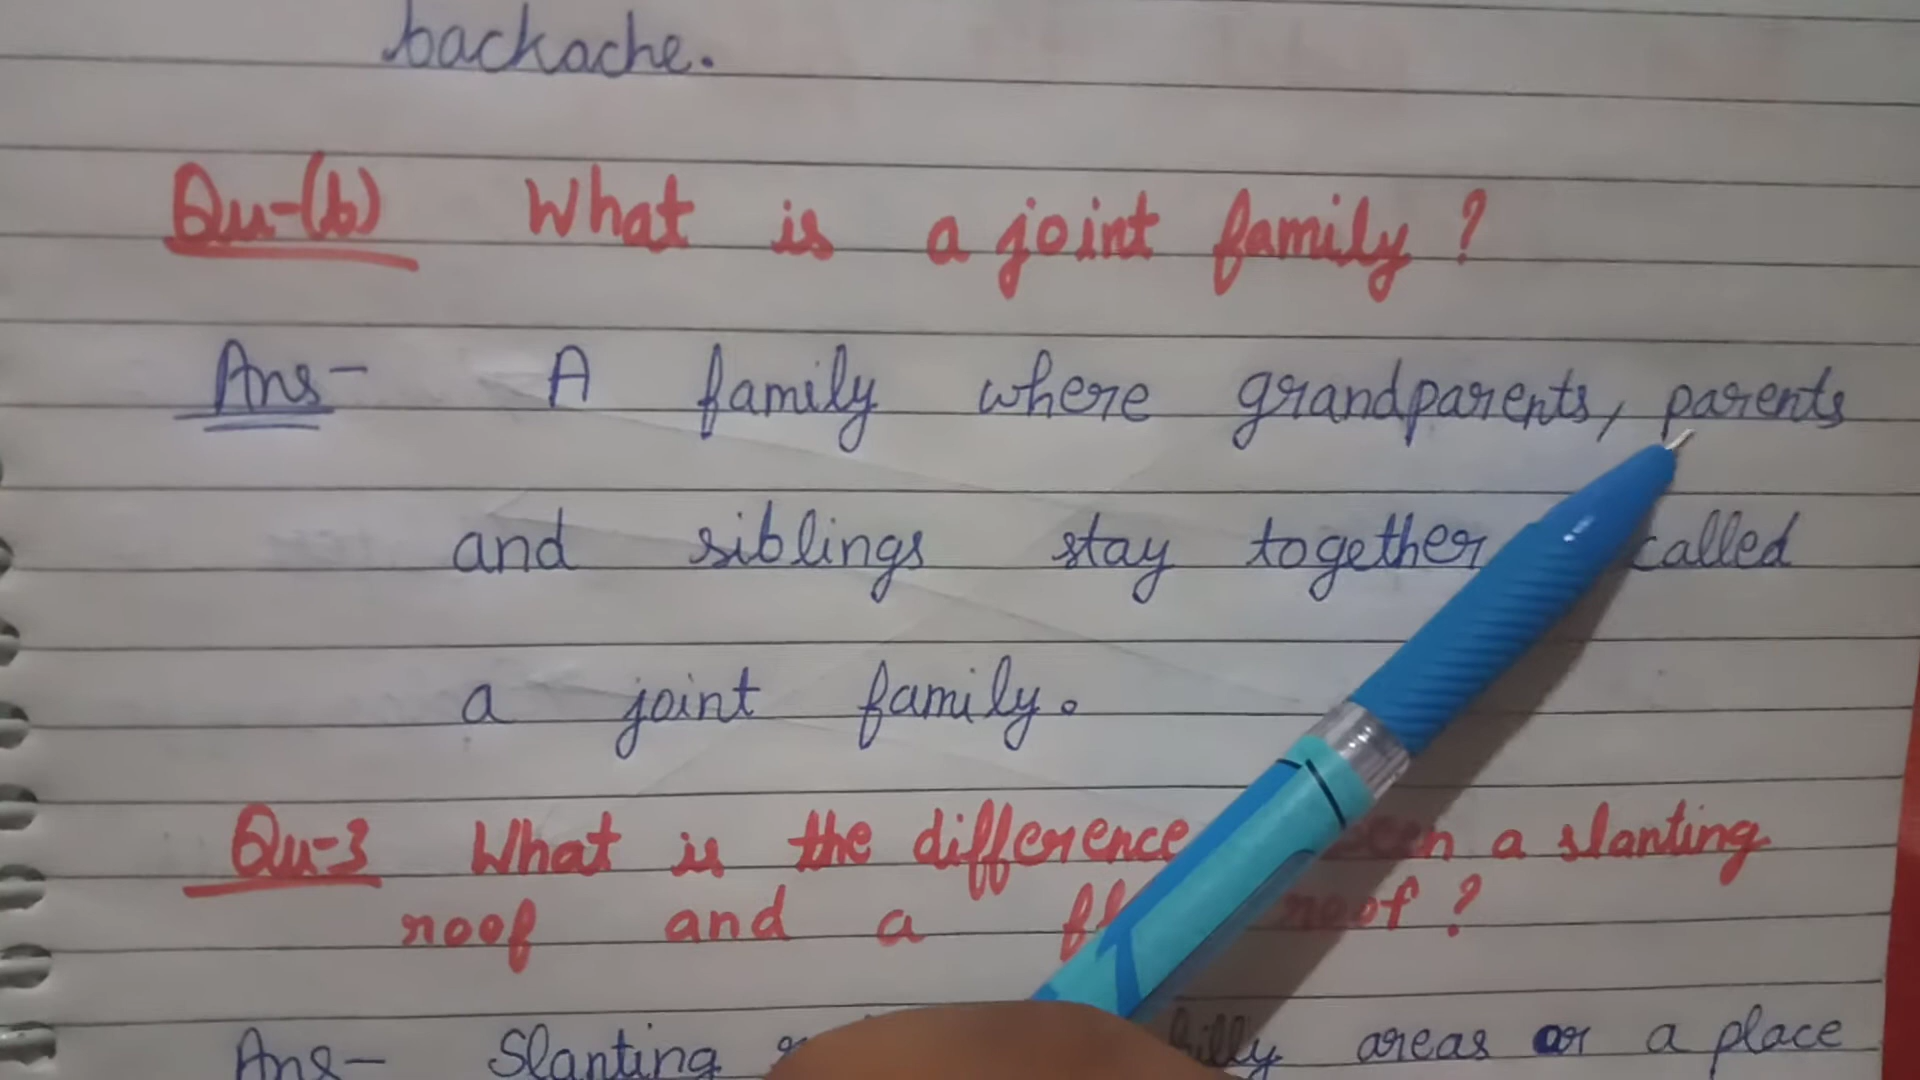 backache.
Qu-(b) What is a joint family?
Ans- A family where grandparents, parents
and siblings stay together called
a joint family.
Qu-3 What is the difference a slanting
roof and a roof?
Ans- Slanting hilly areas or a place